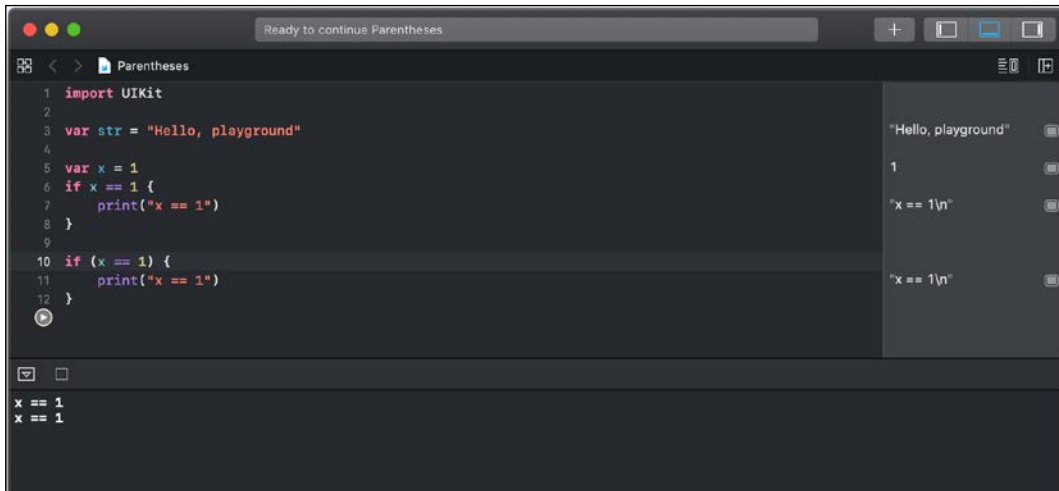 Ready to continue Parentheses
Parentheses
1 import UIKit
2
3 var str = "Hello, playground"
"Hello, playground"
4
5 var x = 1
1
6 if x == 1 {
7 print("x == 1")
"x == 1\n"
8 }
9
10 if (x == 1) {
11 print("x == 1")
"x == 1\n"
12 }
x == 1
x == 1